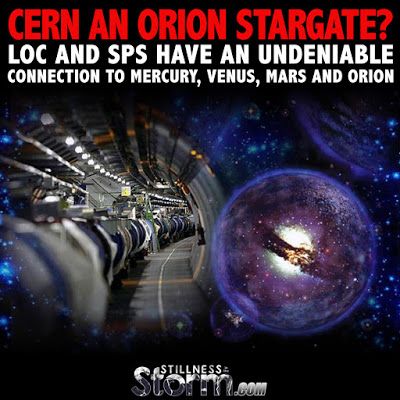 CERN AN ORION STARGATE?
LOC AND SPS HAVE AN UNDENIABLE
CONNECTION TO MERCURY, VENUS, MARS AND ORION
STILLNESS IN THE
Storm.COM